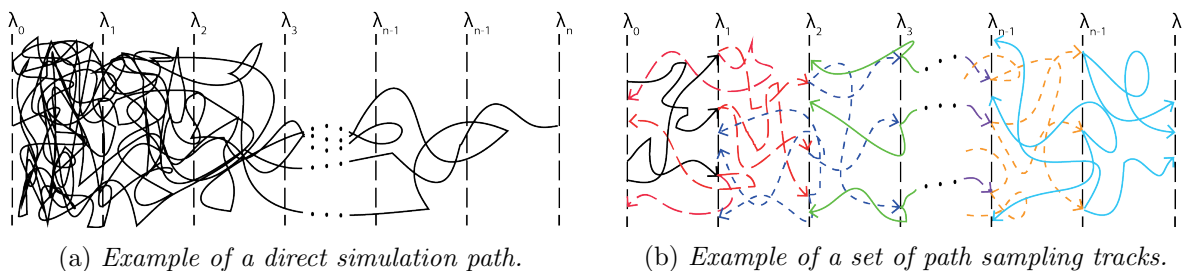 λ0 λ1 λ2 λ3 λn-1 λn-1 λn
λ0 λ1 λ2 λ3 λn-1 λn-1 λ
(a) Example of a direct simulation path.
(b) Example of a set of path sampling tracks.